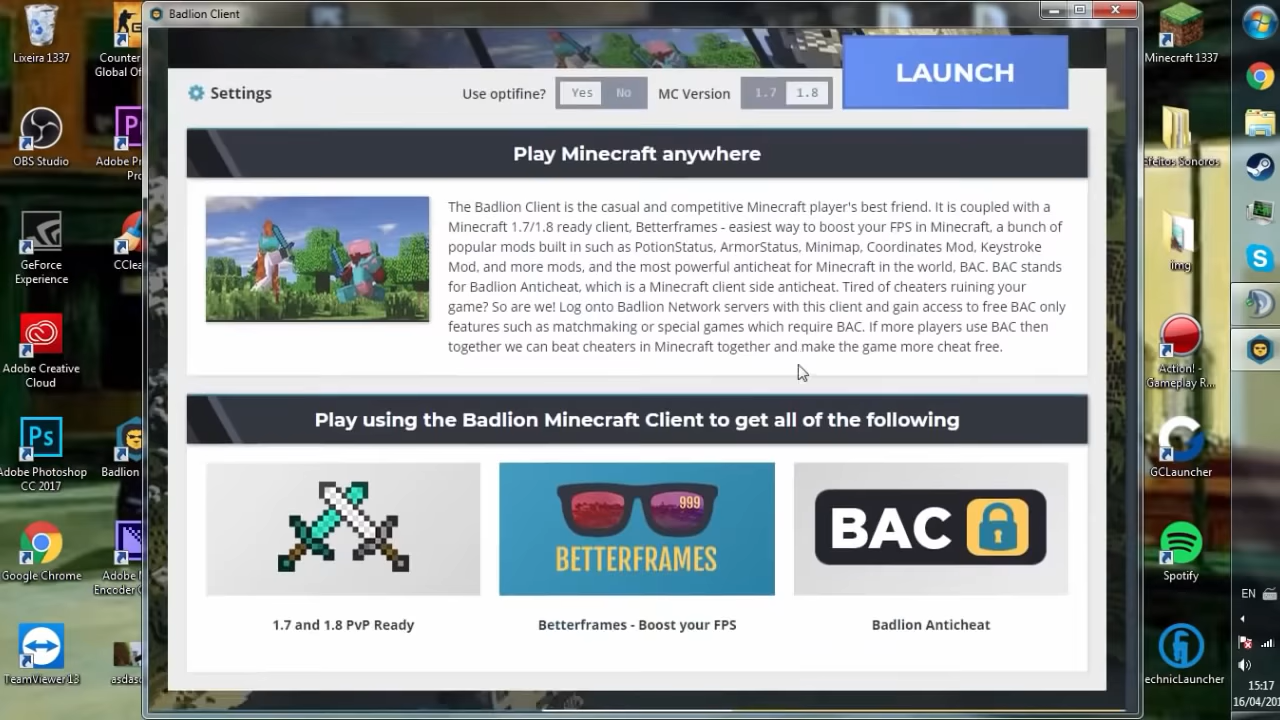 Badlion Client
Lixeira 1337
Counter
Global Of
OBS Studio
Adobe Pr
Pro
GeForce
Experience
CClea
Adobe Creative
Cloud
Ps
Adobe Photoshop
CC 2017
Badlion
Google Chrome
Adobe
Encoder
TeamViewer 13
asdast
Settings
Use optifine?
Yes
No
MC Version
1.7
1.8
LAUNCH
Play Minecraft anywhere
The Badlion Client is the casual and competitive Minecraft player's best friend. It is coupled with a
Minecraft 1.7/1.8 ready client, Betterframes - easiest way to boost your FPS in Minecraft, a bunch of
popular mods built in such as PotionStatus, ArmorStatus, Minimap, Coordinates Mod, Keystroke
Mod, and more mods, and the most powerful anticheat for Minecraft in the world, BAC. BAC stands
for Badlion Anticheat, which is a Minecraft client side anticheat. Tired of cheaters ruining your
game? So are we! Log onto Badlion Network servers with this client and gain access to free BAC only
features such as matchmaking or special games which require BAC. If more players use BAC then
together we can beat cheaters in Minecraft together and make the game more cheat free.
Play using the Badlion Minecraft Client to get all of the following
999
BETTERFRAMES
BAC
1.7 and 1.8 PvP Ready
Betterframes - Boost your FPS
Badlion Anticheat
Minecraft 1337
feitos Sonoros
img
Action! -
Gameplay R...
GCLauncher
Spotify
echnicLauncher
EN
15:17
16/04/201